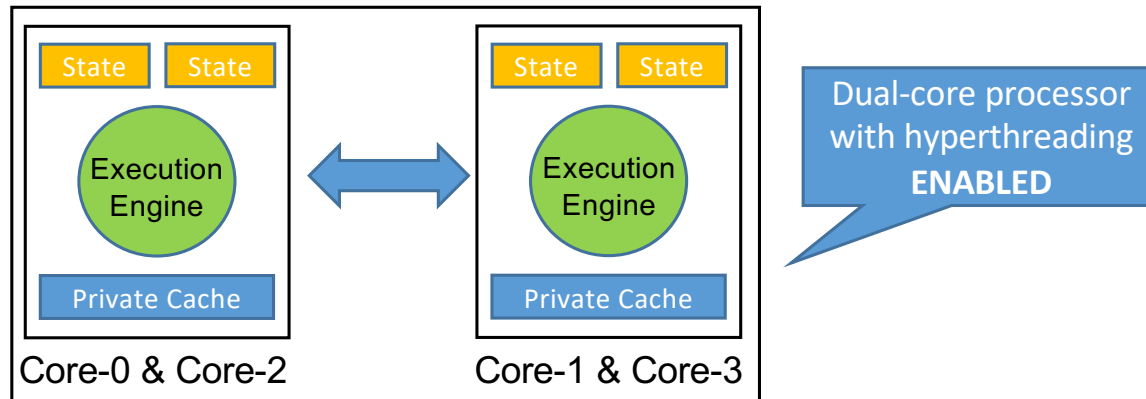 State State
Execution
Engine
Private Cache
Core-0 & Core-2
State State
Execution
Engine
Private Cache
Core-1 & Core-3
Dual-core processor
with hyperthreading
ENABLED